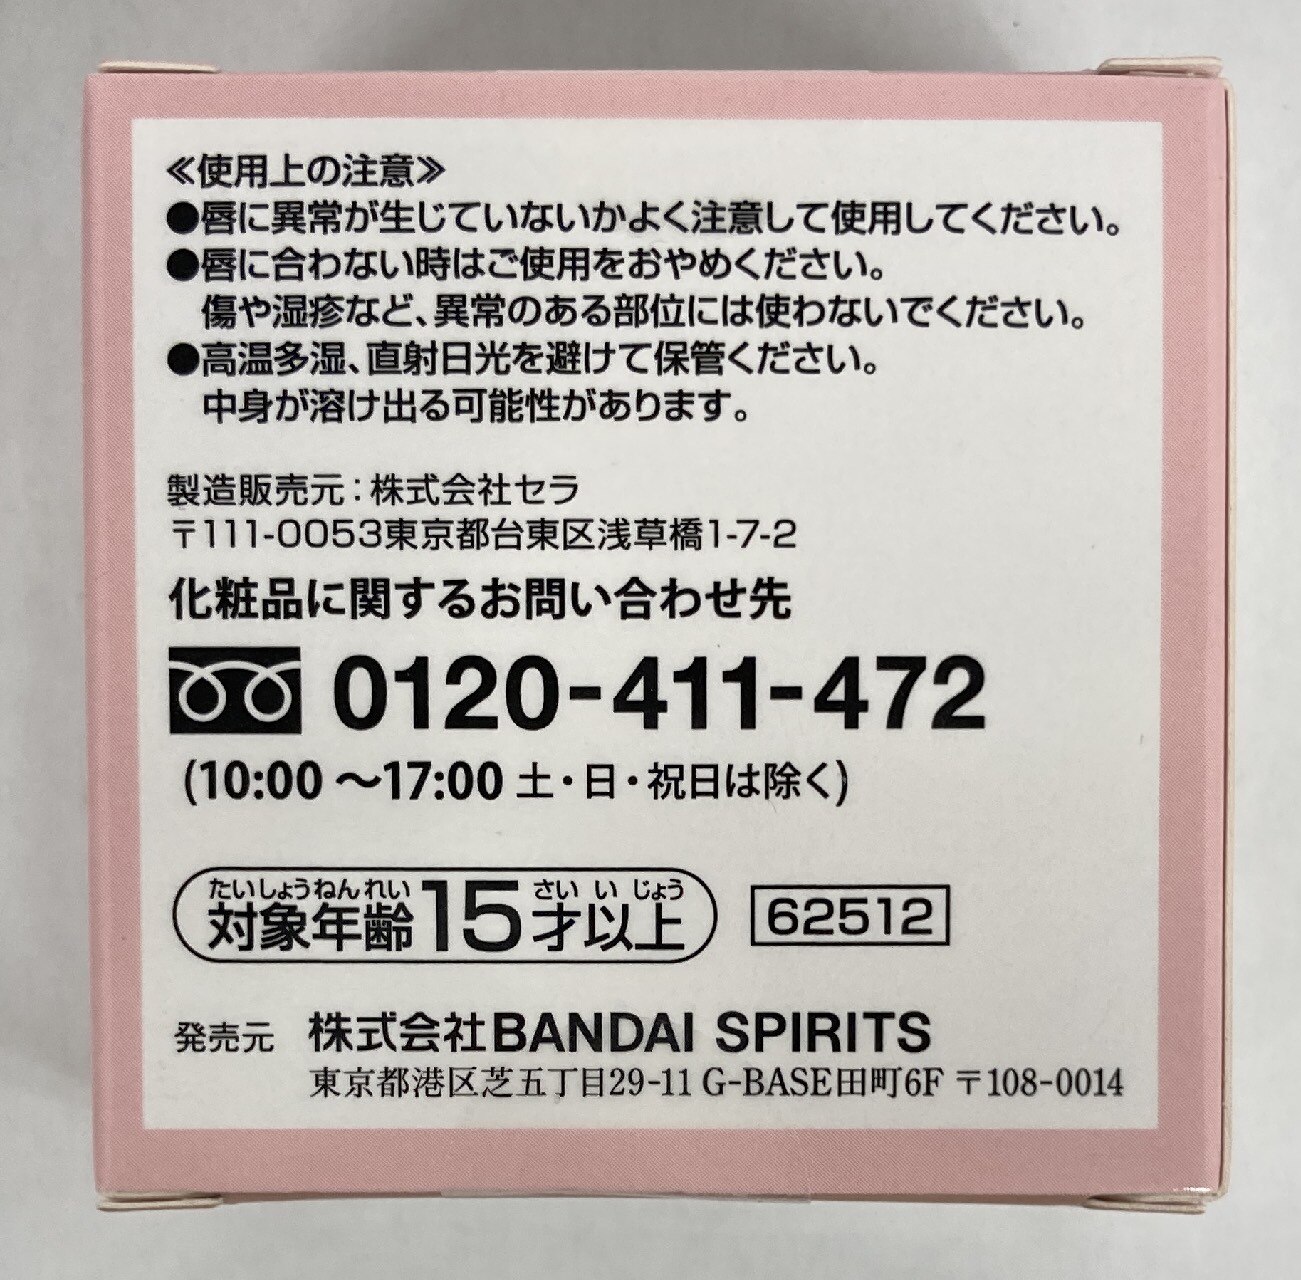 ≪使用上の注意≫
●唇に異常が生じていないかよく注意して使用してください。
●唇に合わない時はご使用をおやめください。
傷や湿疹など、異常のある部位には使わないでください。
●高温多湿、直射日光を避けて保管ください。
中身が溶け出る可能性があります。
製造販売元：株式会社セラ
〒111-0053東京都台東区浅草橋1-7-2
化粧品に関するお問い合わせ先
0120-411-472
(10:00～17:00 土・日・祝日は除く)
たいしょうねんれい さい い じょう
対象年齢15才以上
62512
発売元 株式会社BANDAI SPIRITS
東京都港区芝五丁目29-11 G-BASE田町6F 〒108-0014